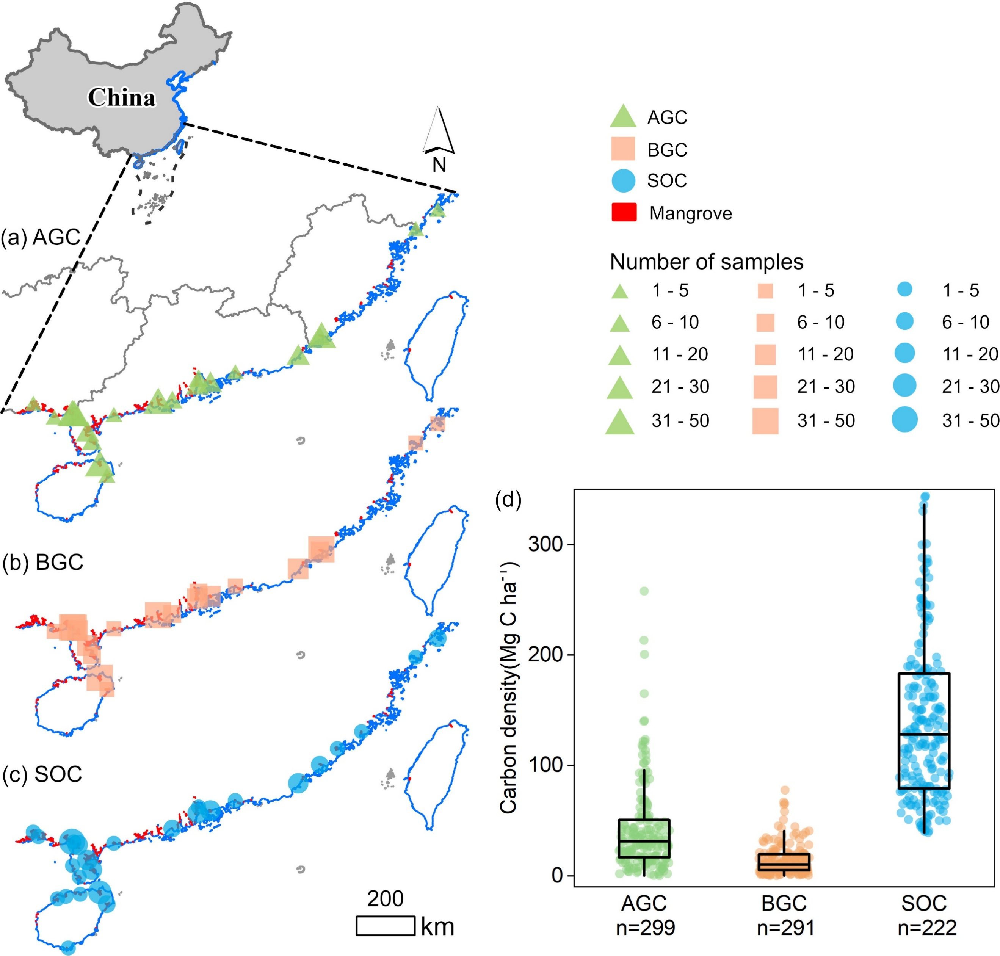 China
N
(a) AGC
(b) BGC
(c) SOC
200
km
AGC
BGC
SOC
Mangrove
Number of samples
1 - 5 1 - 5 1 - 5
6 - 10 6 - 10 6 - 10
11 - 20 11 - 20 11 - 20
21 - 30 21 - 30 21 - 30
31 - 50 31 - 50 31 - 50
(d)
Carbon density(Mg C ha⁻¹)
300
200
100
0
AGC BGC SOC
n=299 n=291 n=222